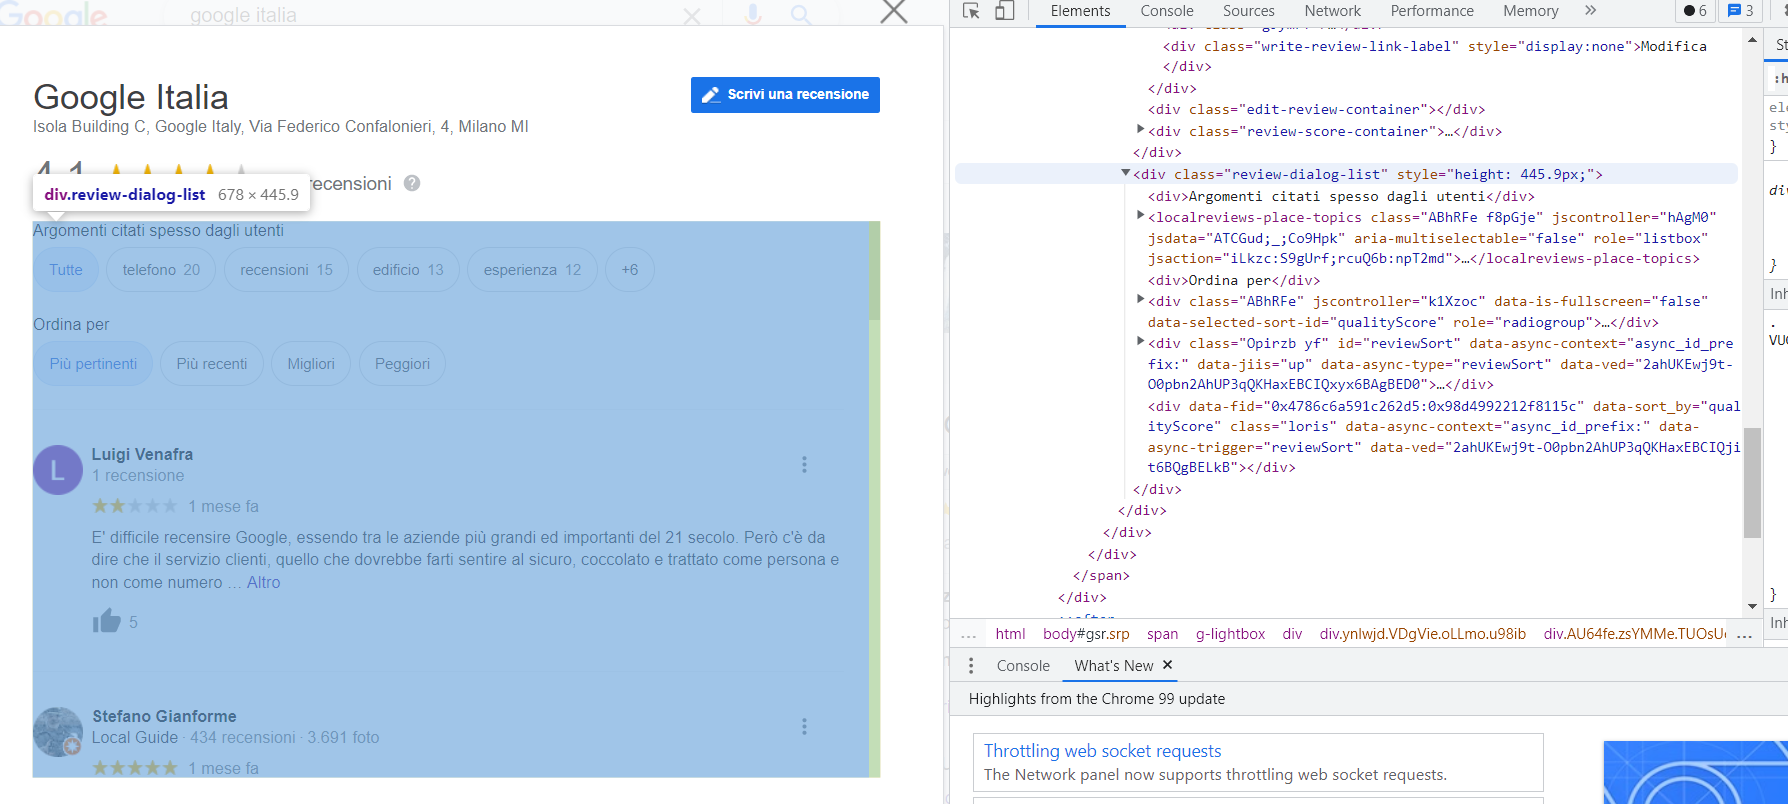 Google
google italia
Google Italia
Scrivi una recensione
Isola Building C, Google Italy, Via Federico Confalonieri, 4, Milano MI
4,1
recensioni
div.review-dialog-list 678 × 445.9
Argomenti citati spesso dagli utenti
Tutte
telefono 20
recensioni 15
edificio 13
esperienza 12
+6
Ordina per
Più pertinenti
Più recenti
Migliori
Peggiori
L
Luigi Venafra
1 recensione
1 mese fa
E' difficile recensire Google, essendo tra le aziende più grandi ed importanti del 21 secolo. Però c'è da
dire che il servizio clienti, quello che dovrebbe farti sentire al sicuro, coccolato e trattato come persona e
non come numero … Altro
5
Stefano Gianforme
Local Guide · 434 recensioni · 3.691 foto
1 mese fa
Elements Console Sources Network Performance Memory » 6 3
<div class="write-review-link-label" style="display:none">Modifica
</div>
</div>
<div class="edit-review-container"></div>
<div class="review-score-container">…</div>
</div>
<div class="review-dialog-list" style="height: 445.9px;">
<div>Argomenti citati spesso dagli utenti</div>
<localreviews-place-topics class="ABhRFe f8pGje" jscontroller="hAgM0"
jsdata="ATCGud;_;Co9Hpk" aria-multiselectable="false" role="listbox"
jsaction="iLkzc:S9gUrf;rcuQ6b:npT2md">…</localreviews-place-topics>
<div>Ordina per</div>
<div class="ABhRFe" jscontroller="k1Xzoc" data-is-fullscreen="false"
data-selected-sort-id="qualityScore" role="radiogroup">…</div>
<div class="Opirzb yf" id="reviewSort" data-async-context="async_id_pre
fix:" data-jiis="up" data-async-type="reviewSort" data-ved="2ahUKEwj9t-
O0pbn2AhUP3qQKHaxEBCIQxyx6BAgBED0">…</div>
<div data-fid="0x4786c6a591c262d5:0x98d4992212f8115c" data-sort_by="qual
ityScore" class="loris" data-async-context="async_id_prefix:" data-
async-trigger="reviewSort" data-ved="2ahUKEwj9t-O0pbn2AhUP3qQKHaxEBCIQji
t6BQgBELkB"></div>
</div>
</div>
</div>
</div>
</span>
</div>
St
:h
ele
sty
}
div
}
Inh
.
VUG
}
Inh
... html body#gsr.srp span g-lightbox div div.ynlwjd.VDgVie.oLLmo.u98ib div.AU64fe.zsYMMe.TUOsU ...
Console What's New ×
Highlights from the Chrome 99 update
Throttling web socket requests
The Network panel now supports throttling web socket requests.